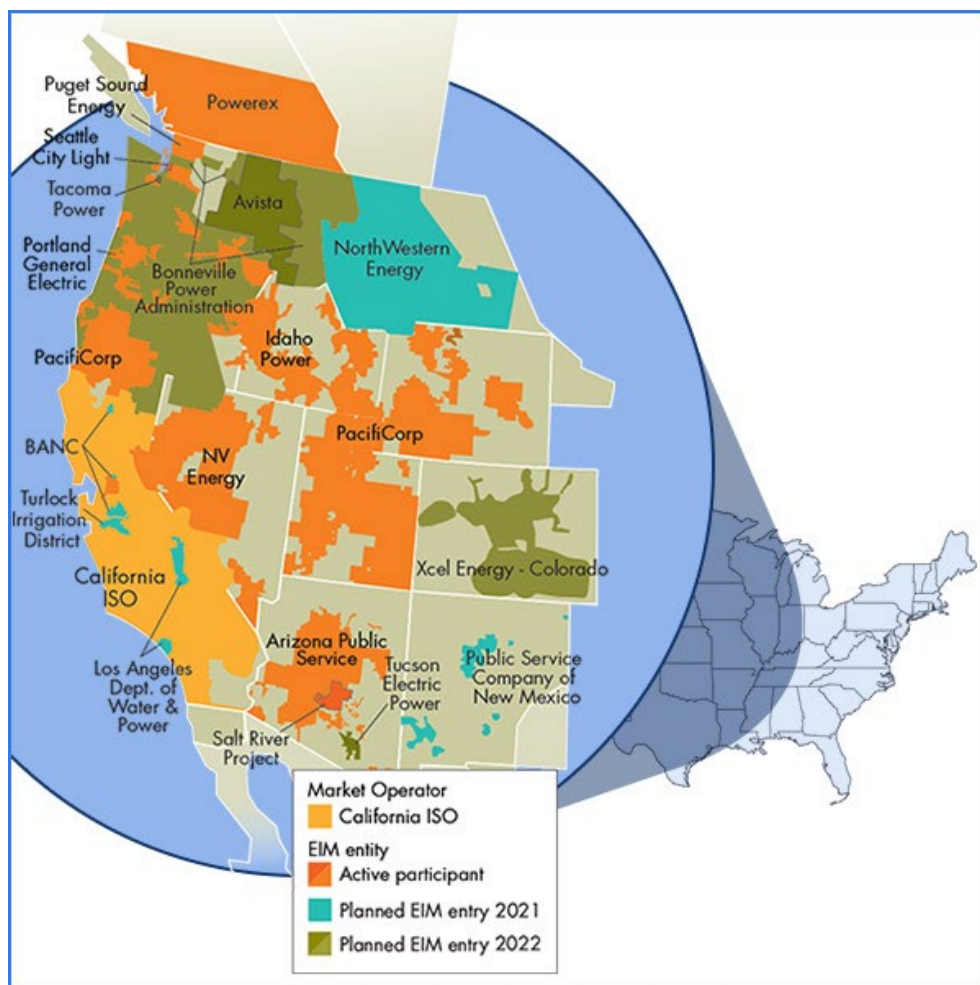 Puget Sound
Energy
Powerex
Seattle
City Light
Tacoma
Power
Avista
NorthWestern
Energy
Portland
General
Electric
Bonneville
Power
Administration
Idaho
Power
PacifiCorp
PacifiCorp
NV
Energy
BANC
Turlock
Irrigation
District
Xcel Energy - Colorado
California
ISO
Arizona Public
Service
Los Angeles
Dept. of
Water &
Power
Tucson
Electric
Power
Public Service
Company of
New Mexico
Salt River
Project
Market Operator
California ISO
EIM entity
Active participant
Planned EIM entry 2021
Planned EIM entry 2022